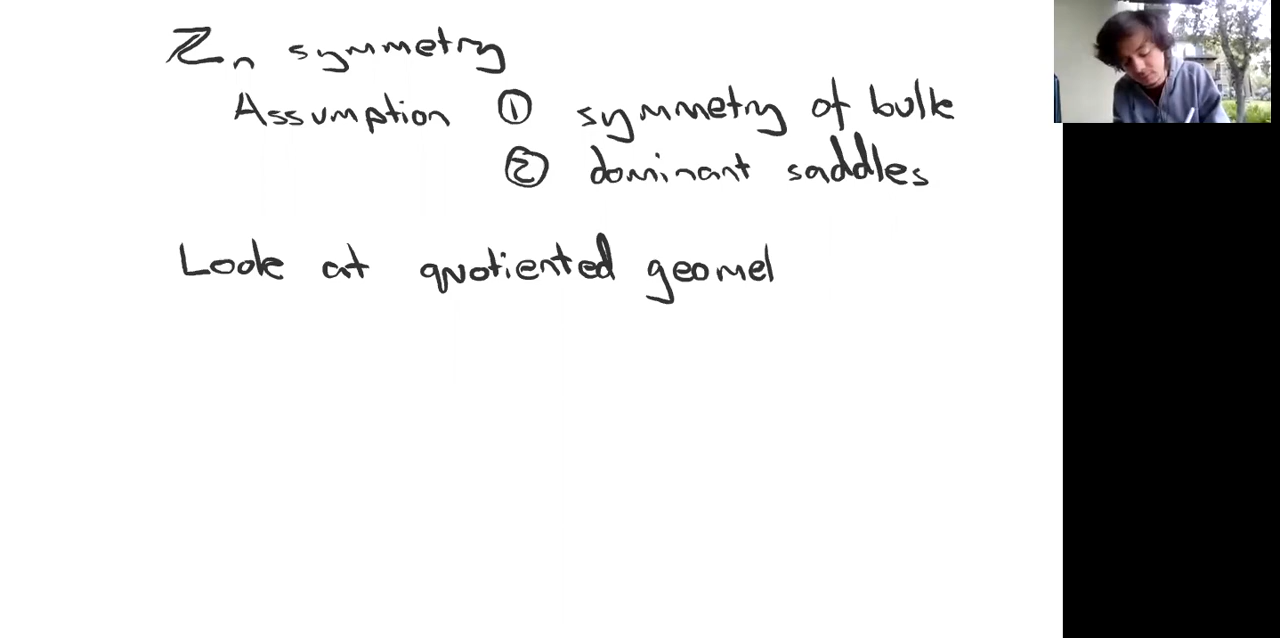 ℤn symmetry
Assumption ① symmetry of bulk
② dominant saddles
Look at quotiented geomel